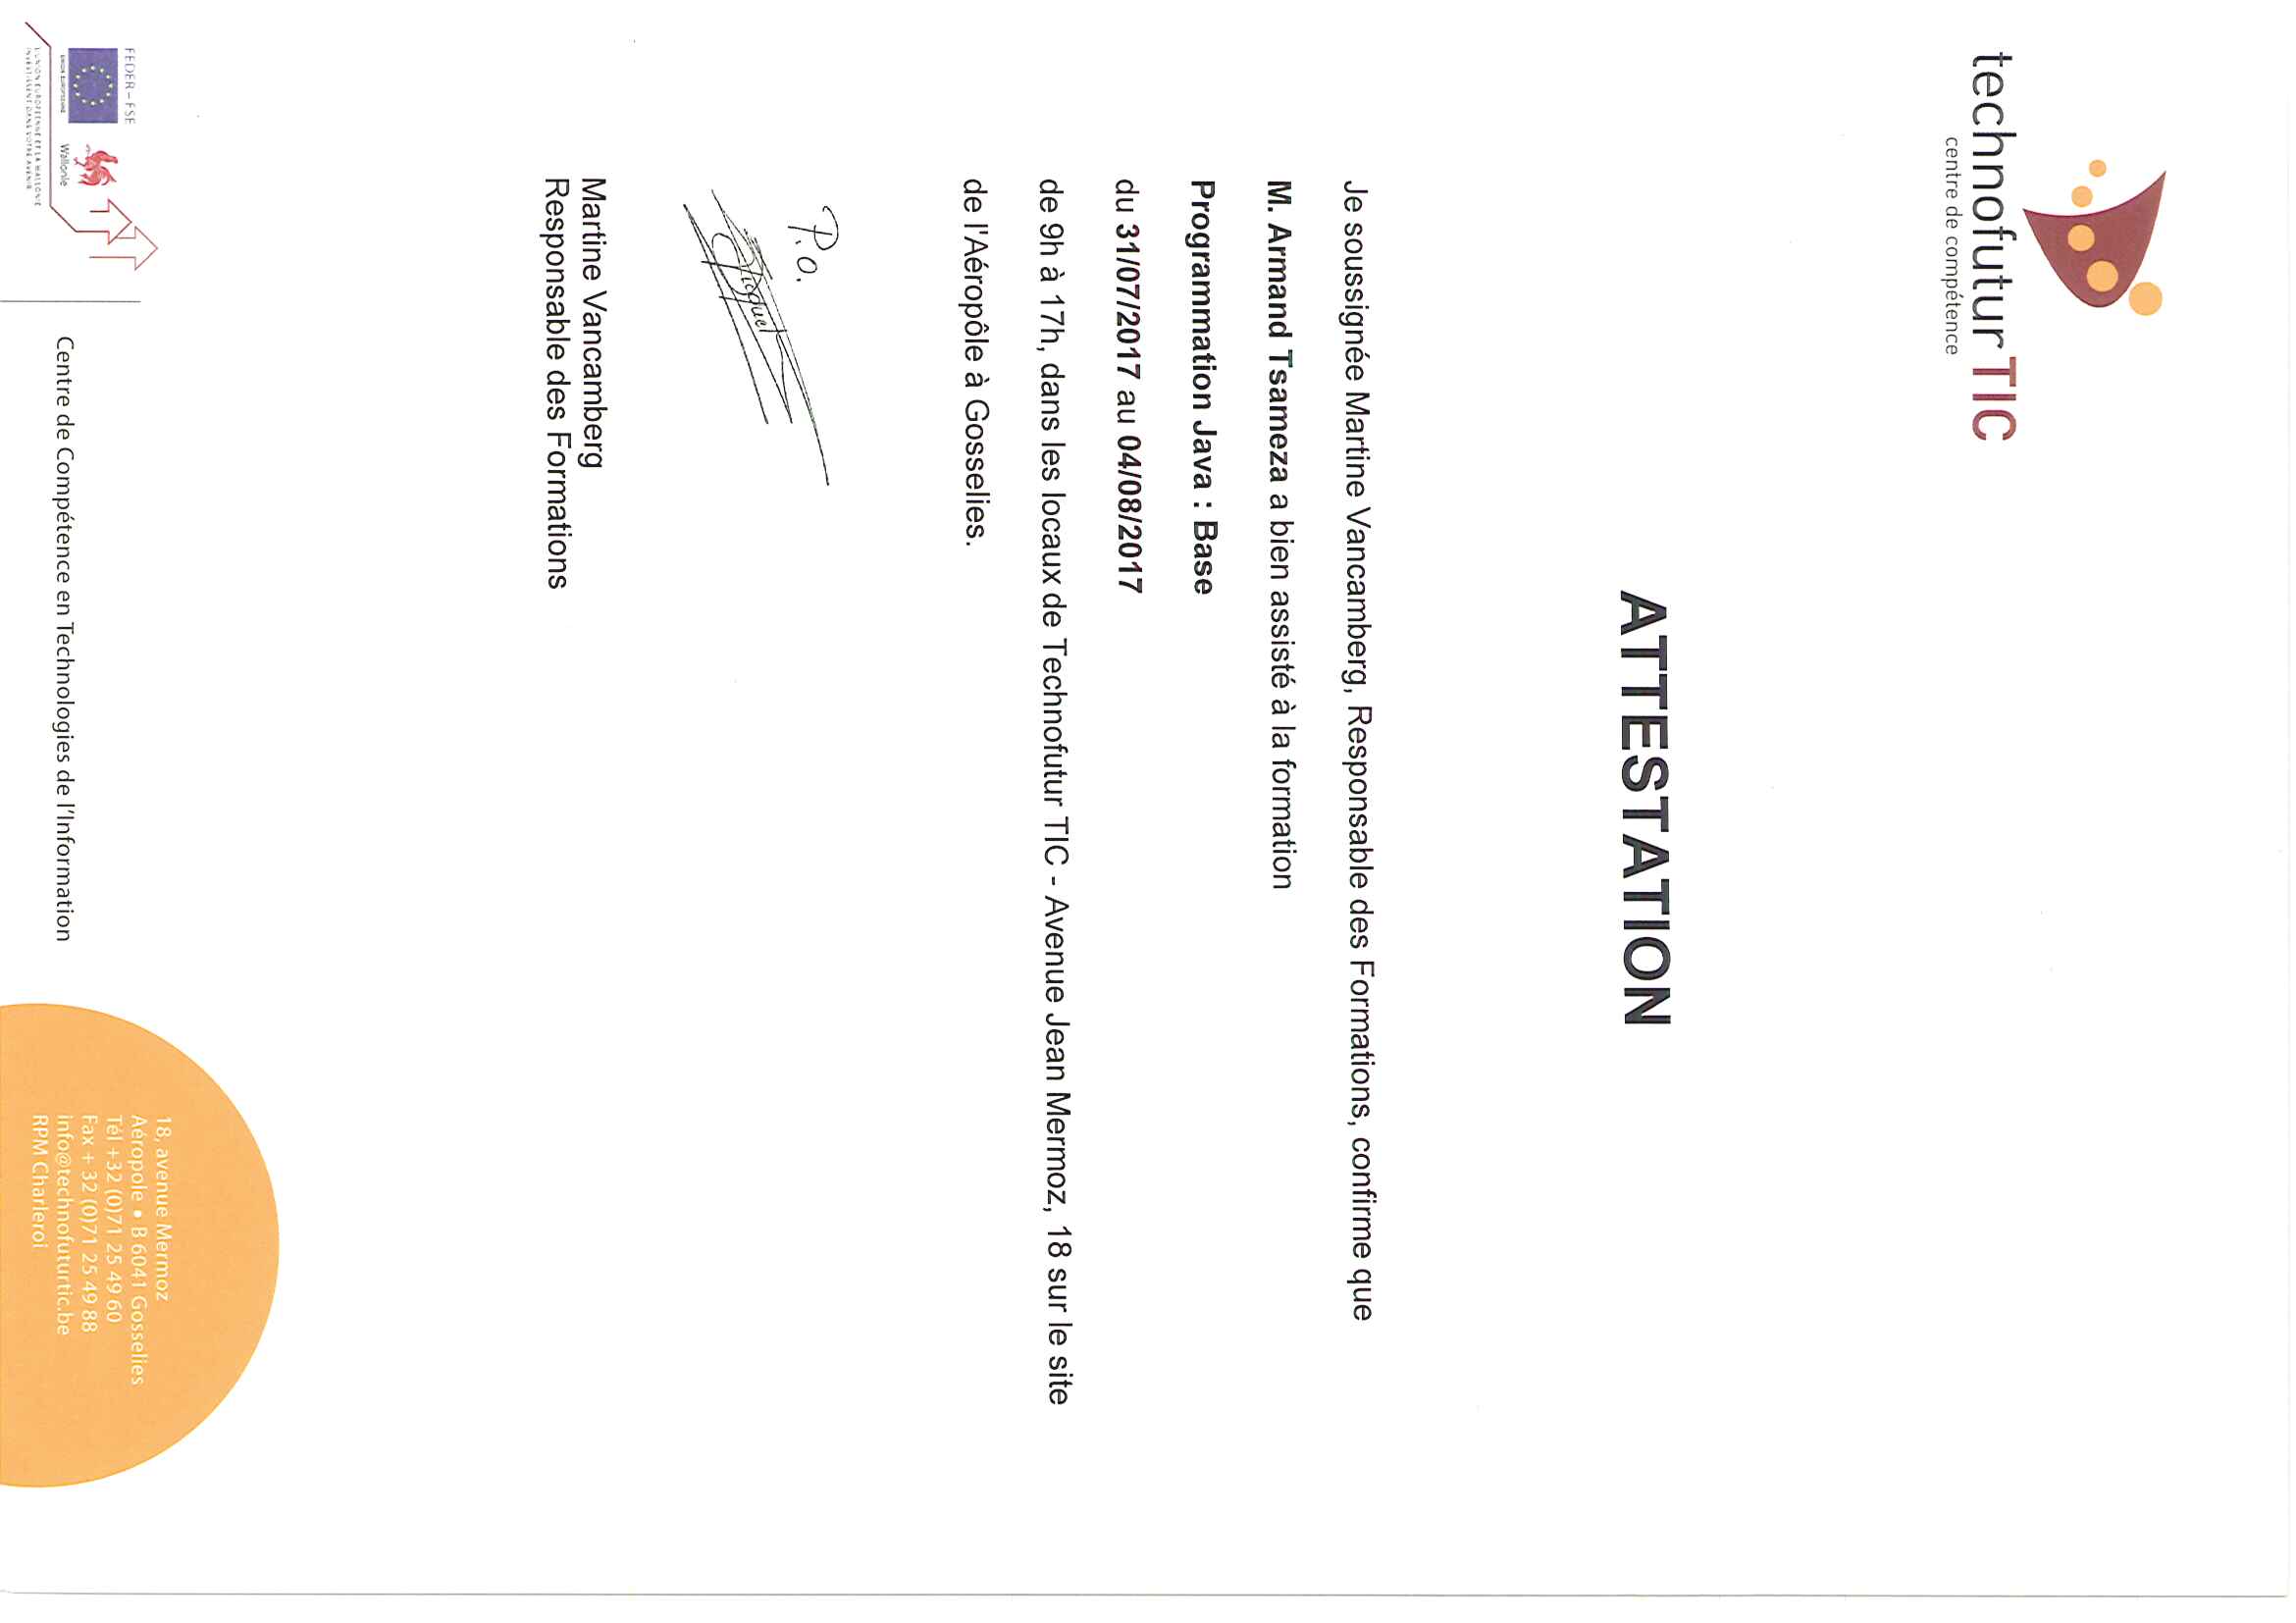 technofutur TIC
centre de compétence
ATTESTATION
Je soussignée Martine Vancamberg, Responsable des Formations, confirme que
M. Armand Tsameza a bien assisté à la formation
Programmation Java : Base
du 31/07/2017 au 04/08/2017
de 9h à 17h, dans les locaux de Technofutur TIC - Avenue Jean Mermoz, 18 sur le site
de l'Aéropôle à Gosselies.
P.o.
Martine Vancamberg
Responsable des Formations
FEDER-FSE
UNION EUROPEENNE
Wallonie
L'UNION EUROPEENNE ET LA WALLONIE
INVESTISSENT DANS VOTRE AVENIR
Centre de Compétence en Technologies de l'Information
18, avenue Mermoz
Aéropole • B 6041 Gosselies
Tél +32 (0)71 25 49 60
Fax + 32 (0)71 25 49 88
info@technofuturtic.be
RPM Charleroi